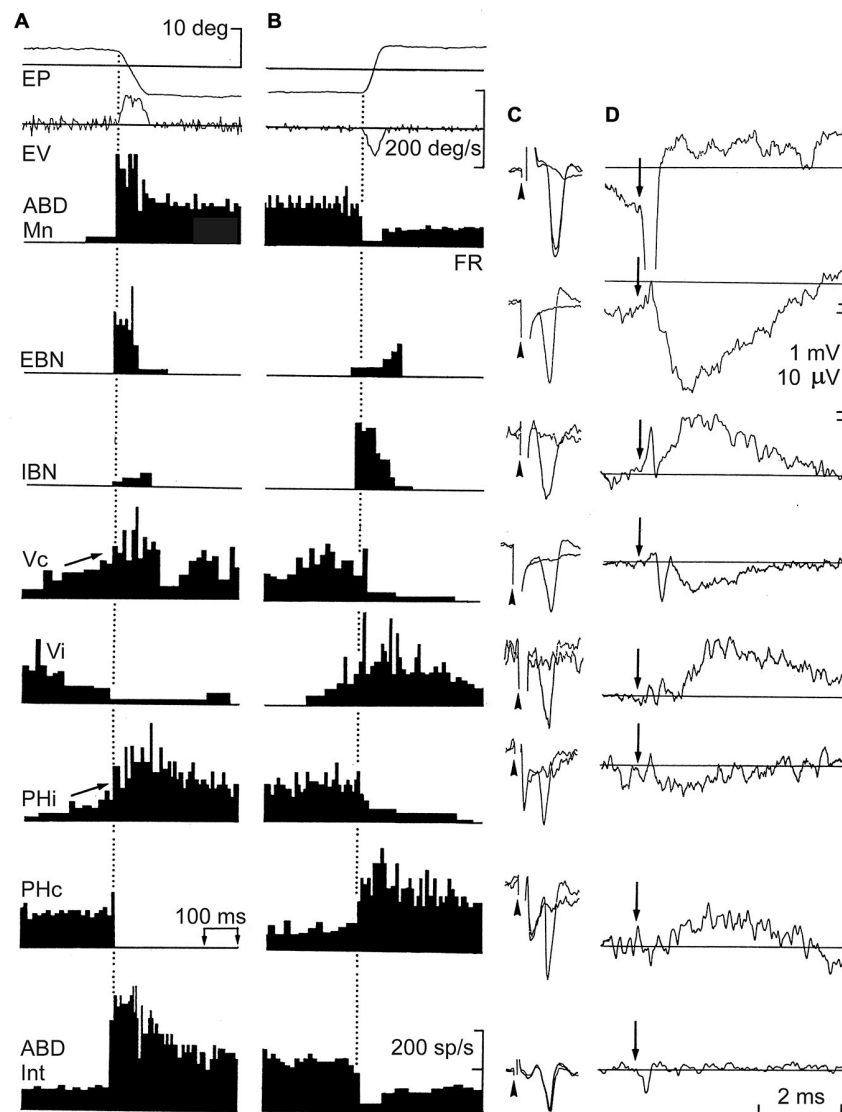 A
B
10 deg
EP
C
D
EV
200 deg/s
ABD
Mn
FR
EBN
1 mV
10 µV
IBN
Vc
Vi
PHi
PHc
100 ms
ABD
Int
200 sp/s
2 ms